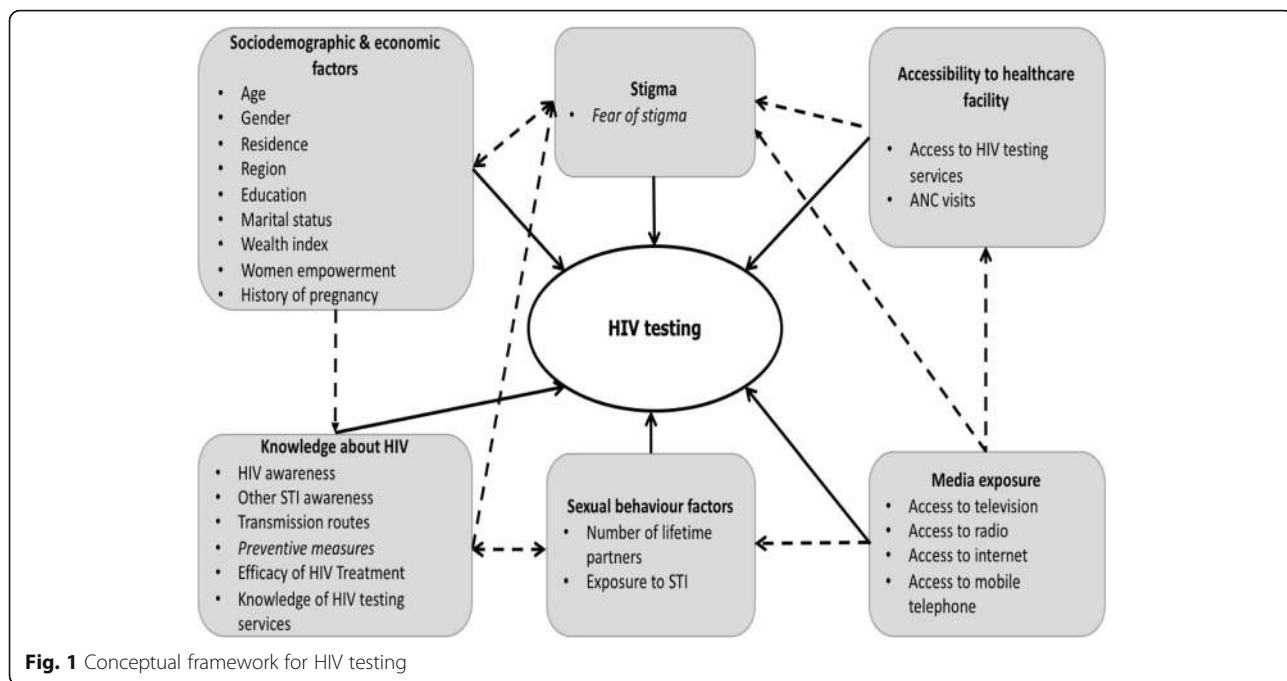 Sociodemographic & economic
factors
• Age
• Gender
• Residence
• Region
• Education
• Marital status
• Wealth index
• Women empowerment
• History of pregnancy
Stigma
• Fear of stigma
Accessibility to healthcare
facility
• Access to HIV testing
services
• ANC visits
HIV testing
Knowledge about HIV
• HIV awareness
• Other STI awareness
• Transmission routes
• Preventive measures
• Efficacy of HIV Treatment
• Knowledge of HIV testing
services
Sexual behaviour factors
• Number of lifetime
partners
• Exposure to STI
Media exposure
• Access to television
• Access to radio
• Access to internet
• Access to mobile
telephone
Fig. 1 Conceptual framework for HIV testing